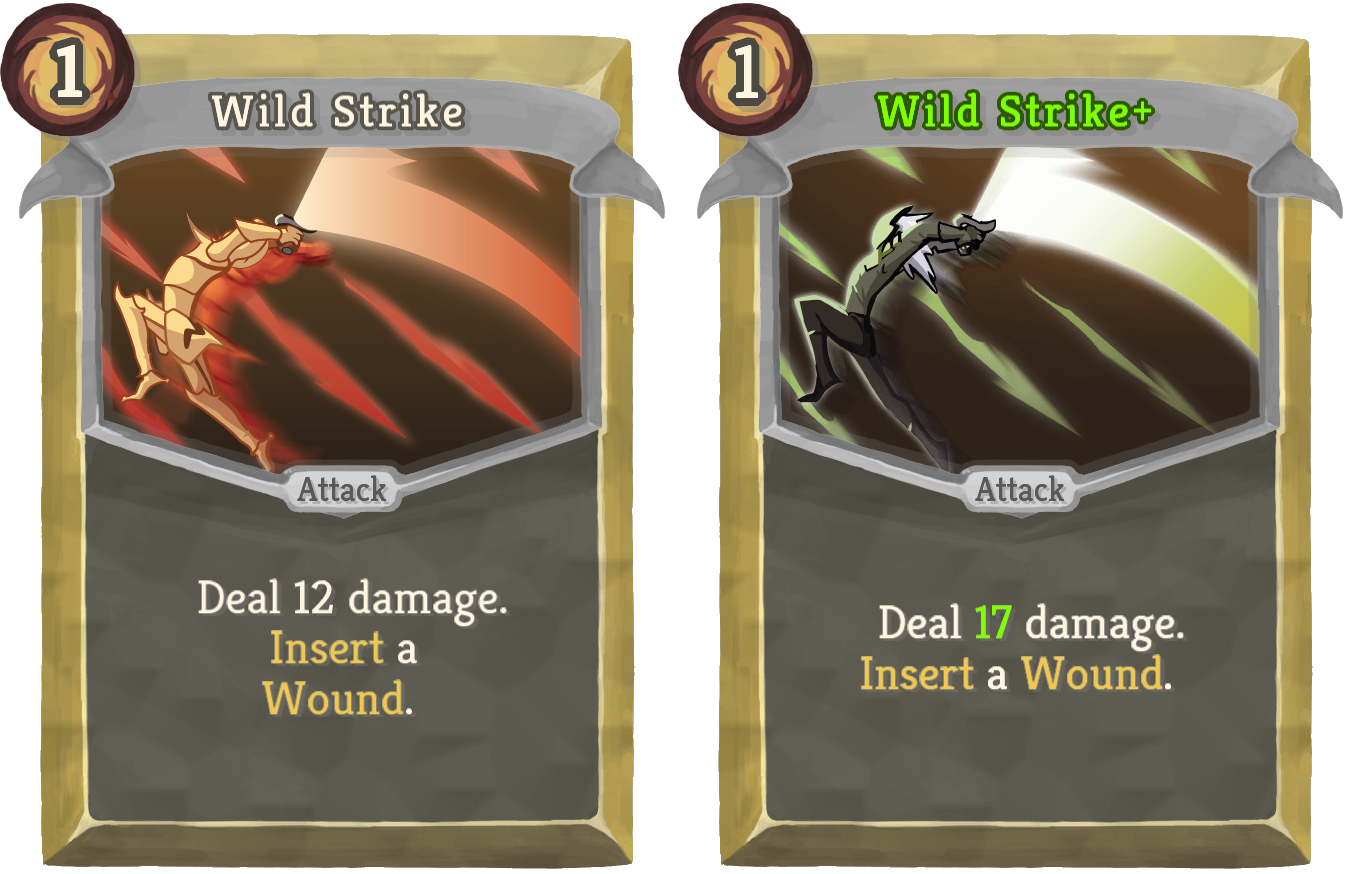 1
Wild Strike
Attack
Deal 12 damage.
Insert a
Wound.
1
Wild Strike+
Attack
Deal 17 damage.
Insert a Wound.